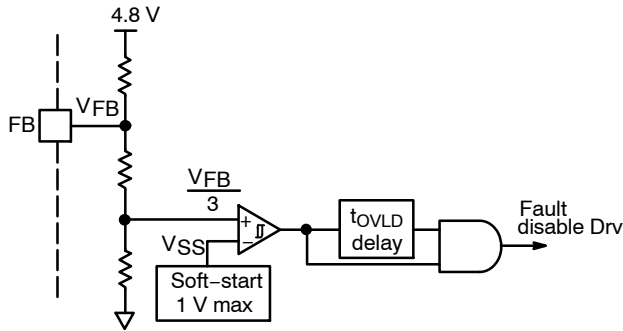 4.8 V
VFB
FB
VFB
3
+
−
VSS
Soft−start
1 V max
tOVLD
delay
Fault
disable Drv